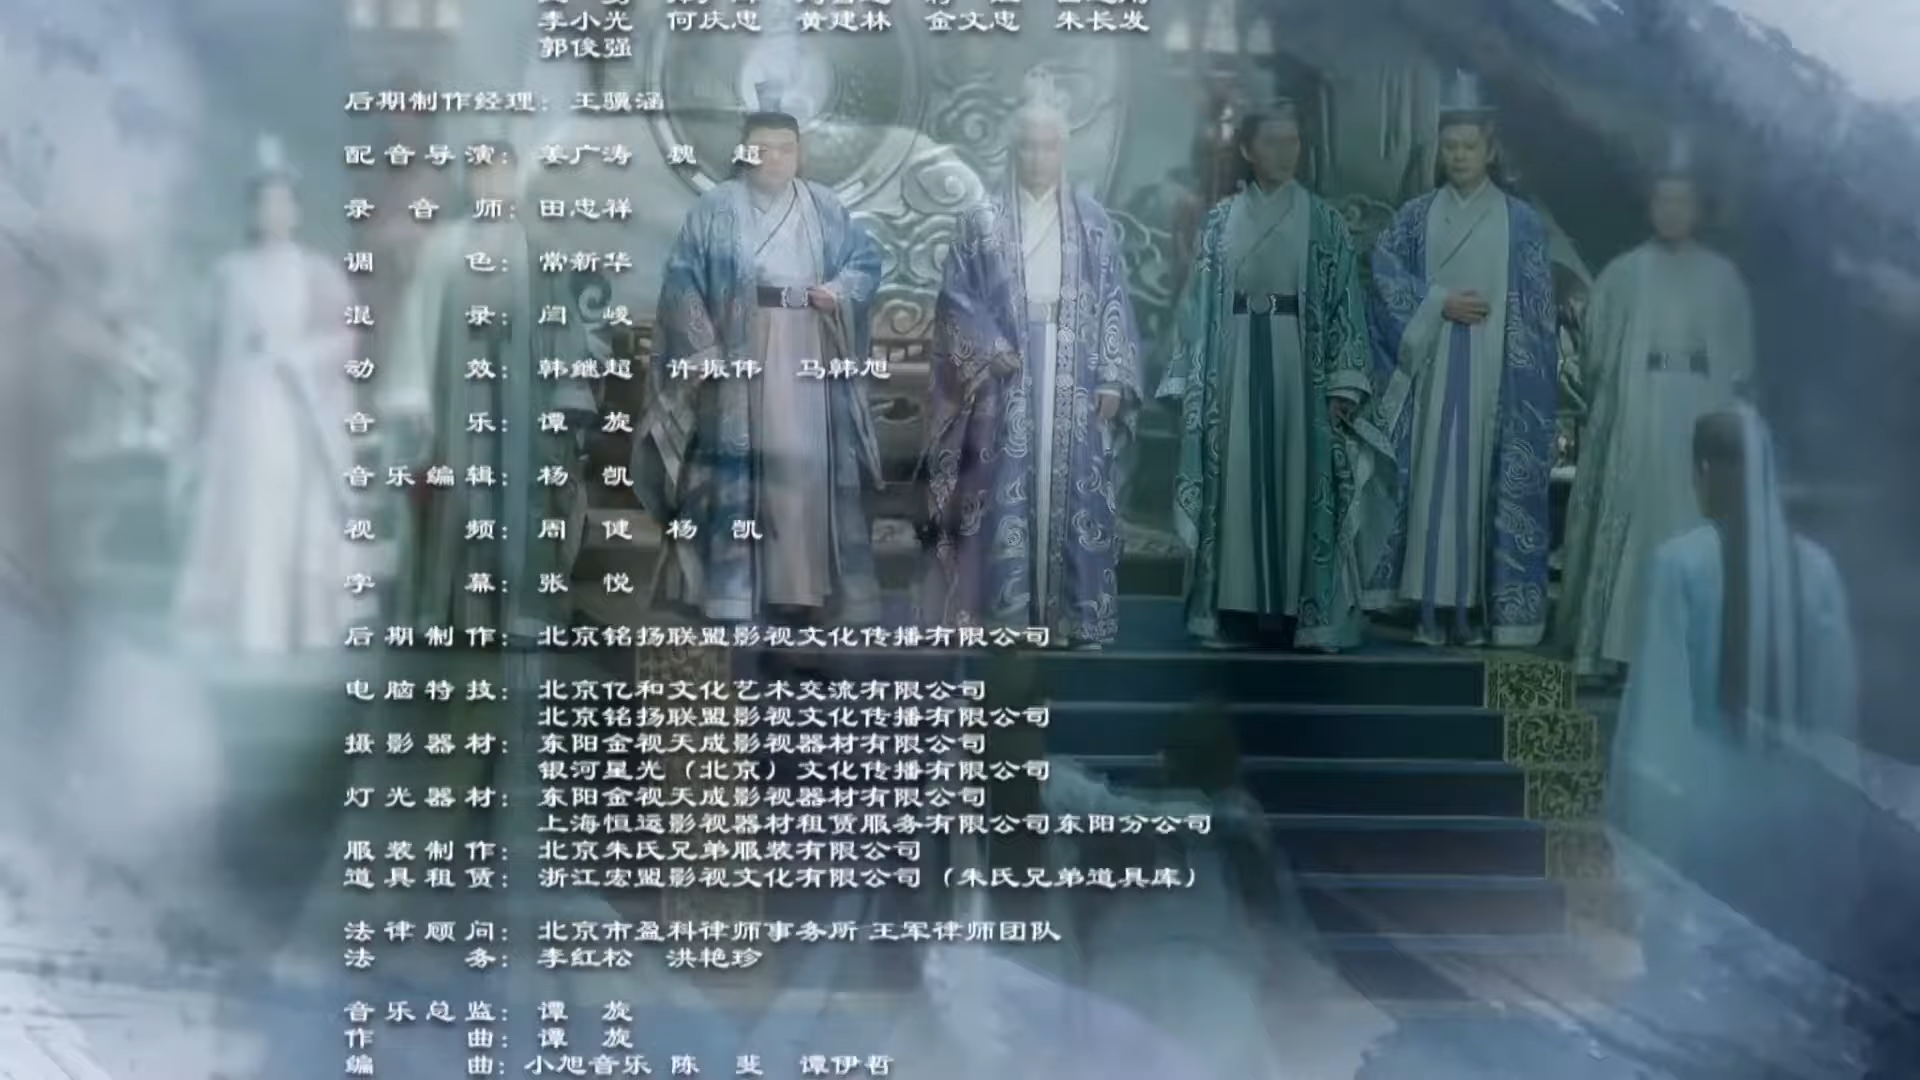 李小光 何庆忠 黄建林 金文忠 朱长发
郭俊强
后期制作经理：王骥涵
配音导演：姜广涛 魏 超
录音师：田忠祥
调色：常新华
混录：闫 峻
动效：韩继超 许振伟 马韩旭
音乐：谭 旋
音乐编辑：杨 凯
视频：周 健 杨 凯
字幕：张 悦
后期制作：北京铭扬联盟影视文化传播有限公司
电脑特技：北京亿和文化艺术交流有限公司
北京铭扬联盟影视文化传播有限公司
摄影器材：东阳金视天成影视器材有限公司
银河星光（北京）文化传播有限公司
灯光器材：东阳金视天成影视器材有限公司
上海恒运影视器材租赁服务有限公司东阳分公司
服装制作：北京朱氏兄弟服装有限公司
道具租赁：浙江宏盟影视文化有限公司（朱氏兄弟道具库）
法律顾问：北京市盈科律师事务所 王军律师团队
法务：李红松 洪艳珍
音乐总监：谭 旋
作曲：谭 旋
编曲：小旭音乐 陈 斐 谭伊哲